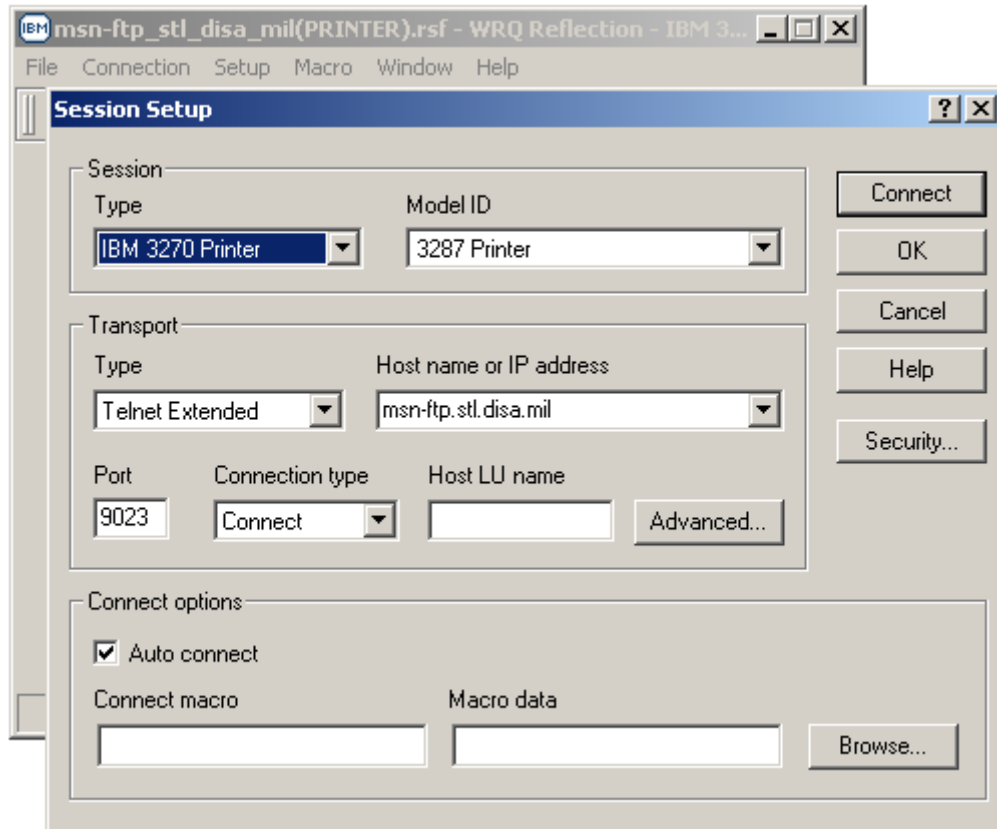 IBM msn-ftp_stl_disa_mil(PRINTER).rsf - WRQ Reflection - IBM 3...
File Connection Setup Macro Window Help
Session Setup
Session
Type Model ID
IBM 3270 Printer 3287 Printer
Connect
OK
Cancel
Help
Security...
Transport
Type Host name or IP address
Telnet Extended msn-ftp.stl.disa.mil
Port Connection type Host LU name
9023 Connect Advanced...
Connect options
Auto connect
Connect macro Macro data
Browse...